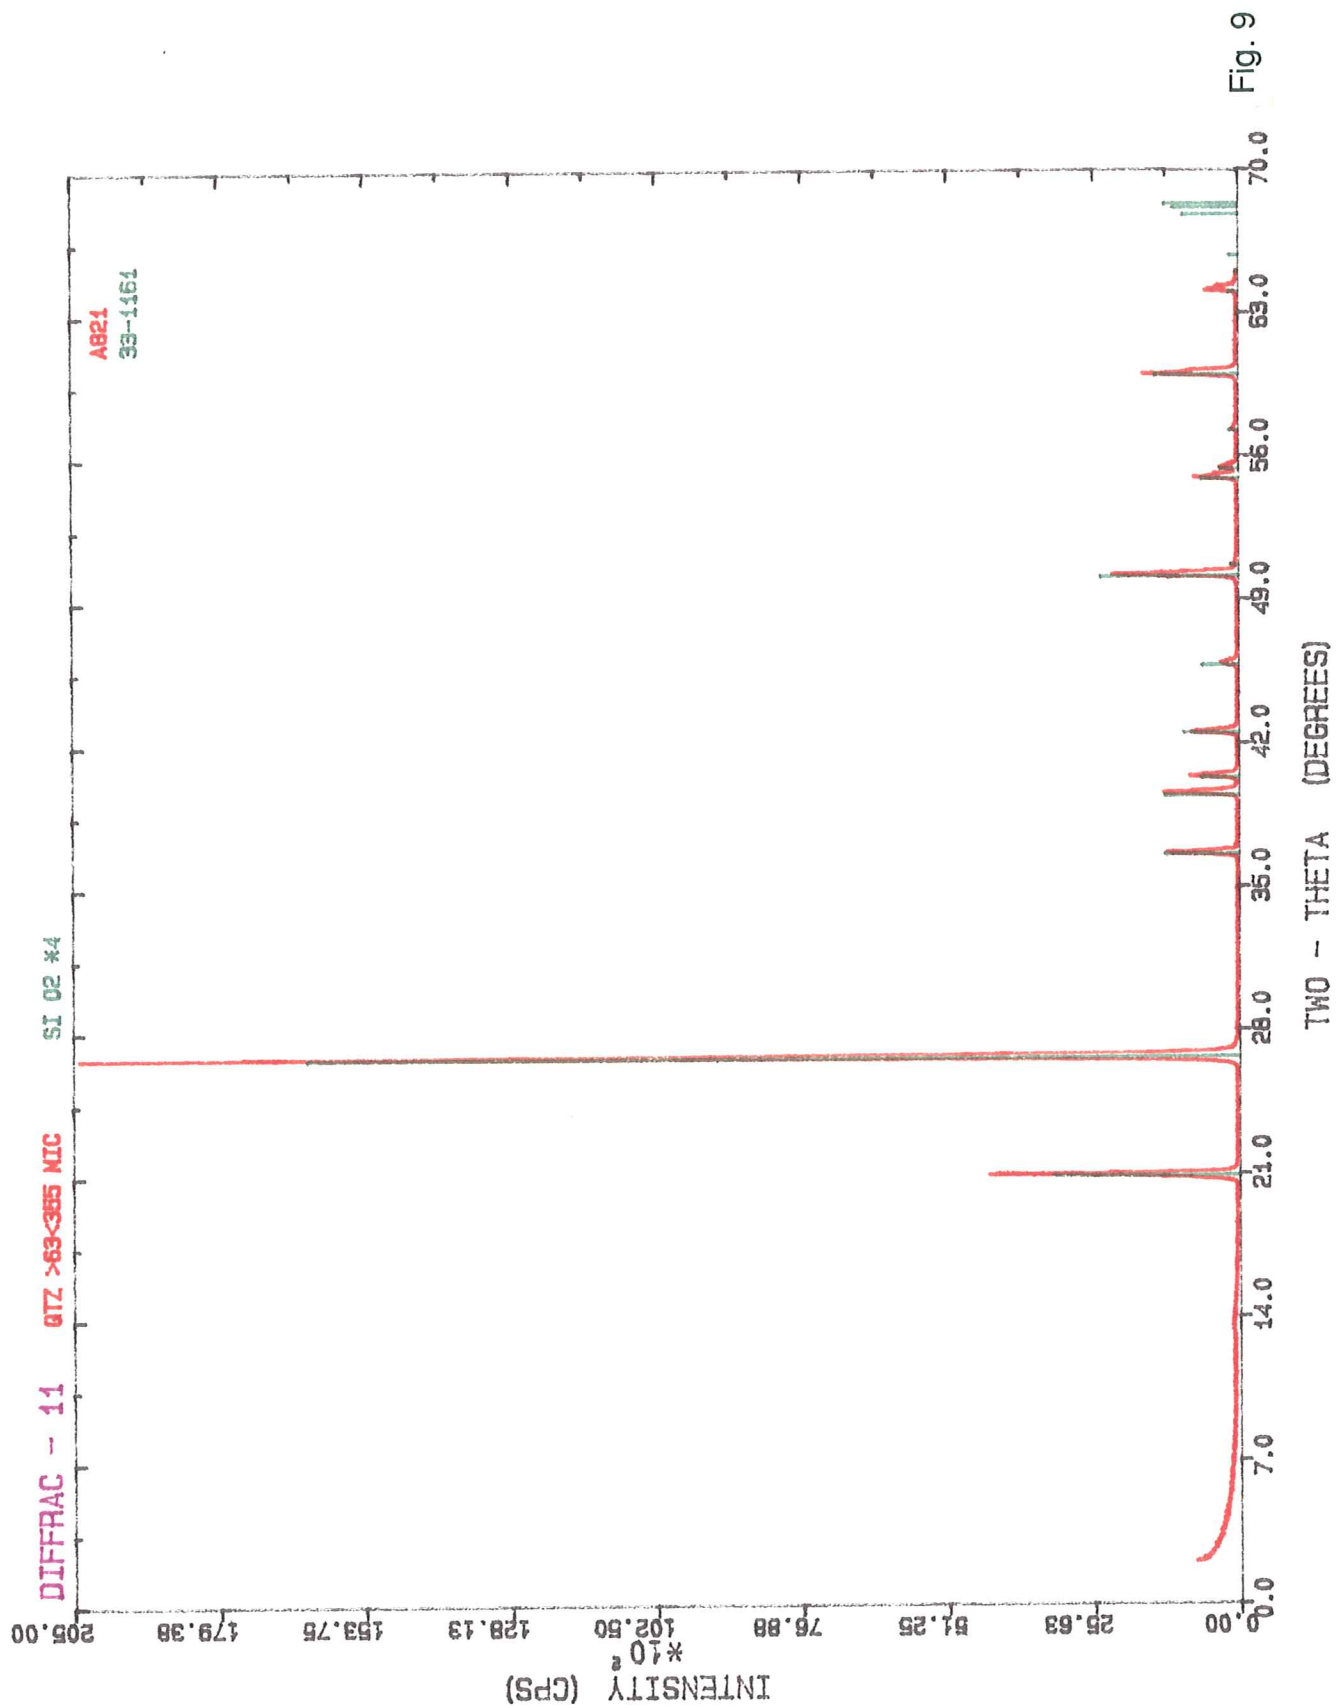 DIFFRAC - 11 QTZ >63<355 MIC SI O2 *4
A821
33-1161
INTENSITY (CPS)
*10²
205.00
179.38
153.75
128.13
102.50
76.88
51.25
25.63
0.00
0.0 7.0 14.0 21.0 28.0 35.0 42.0 49.0 56.0 63.0 70.0
TWO - THETA (DEGREES)
Fig. 9